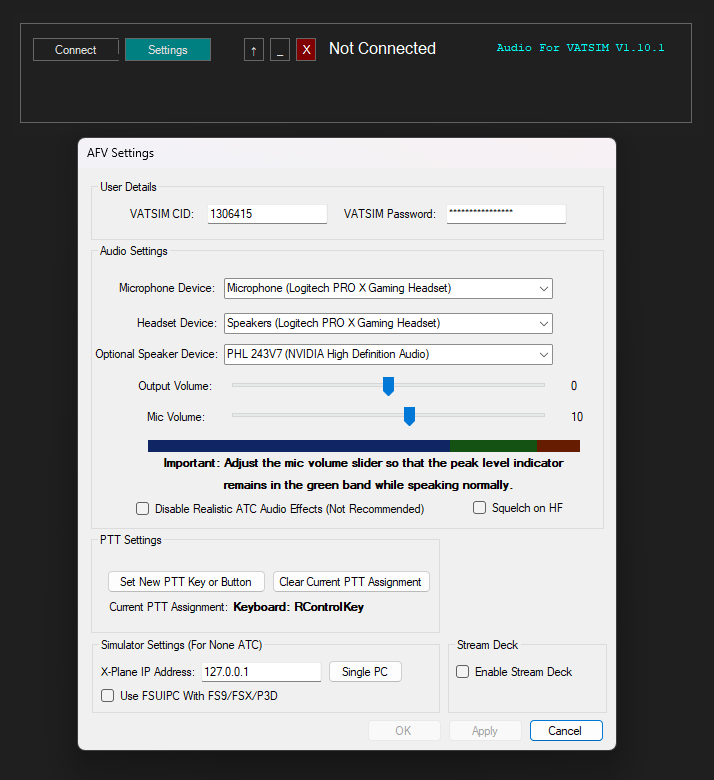 Connect
Settings
↑
_
X
Not Connected
Audio For VATSIM V1.10.1
AFV Settings
User Details
VATSIM CID: 1306415
VATSIM Password: ****************
Audio Settings
Microphone Device: Microphone (Logitech PRO X Gaming Headset)
Headset Device: Speakers (Logitech PRO X Gaming Headset)
Optional Speaker Device: PHL 243V7 (NVIDIA High Definition Audio)
Output Volume: 0
Mic Volume: 10
Important: Adjust the mic volume slider so that the peak level indicator
remains in the green band while speaking normally.
Disable Realistic ATC Audio Effects (Not Recommended)
Squelch on HF
PTT Settings
Set New PTT Key or Button
Clear Current PTT Assignment
Current PTT Assignment: Keyboard: RControlKey
Simulator Settings (For None ATC)
X-Plane IP Address: 127.0.0.1
Single PC
Use FSUIPC With FS9/FSX/P3D
Stream Deck
Enable Stream Deck
OK
Apply
Cancel